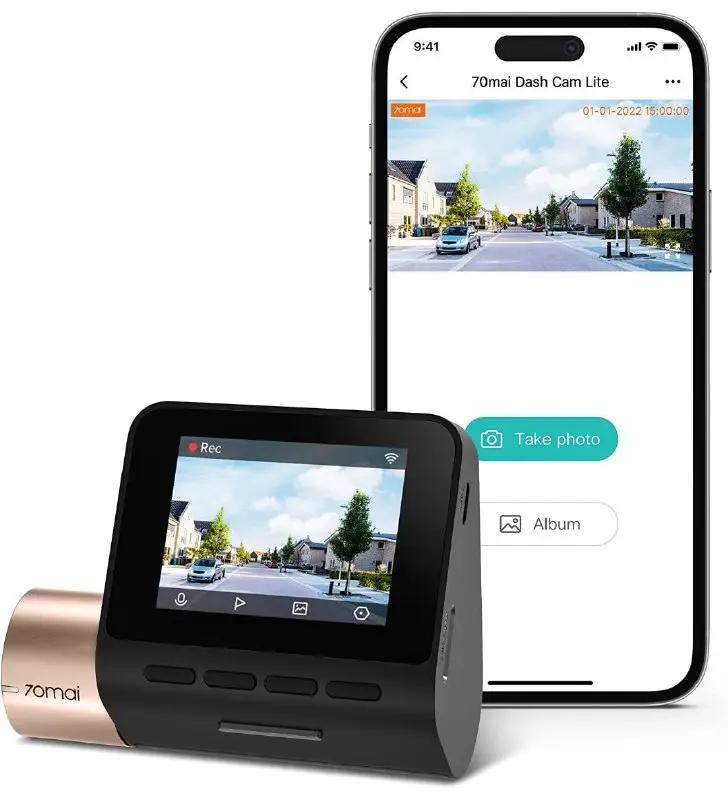 9:41
70mai Dash Cam Lite
70mai
01-01-2022 15:00:00
Take photo
Album
Rec
70mai